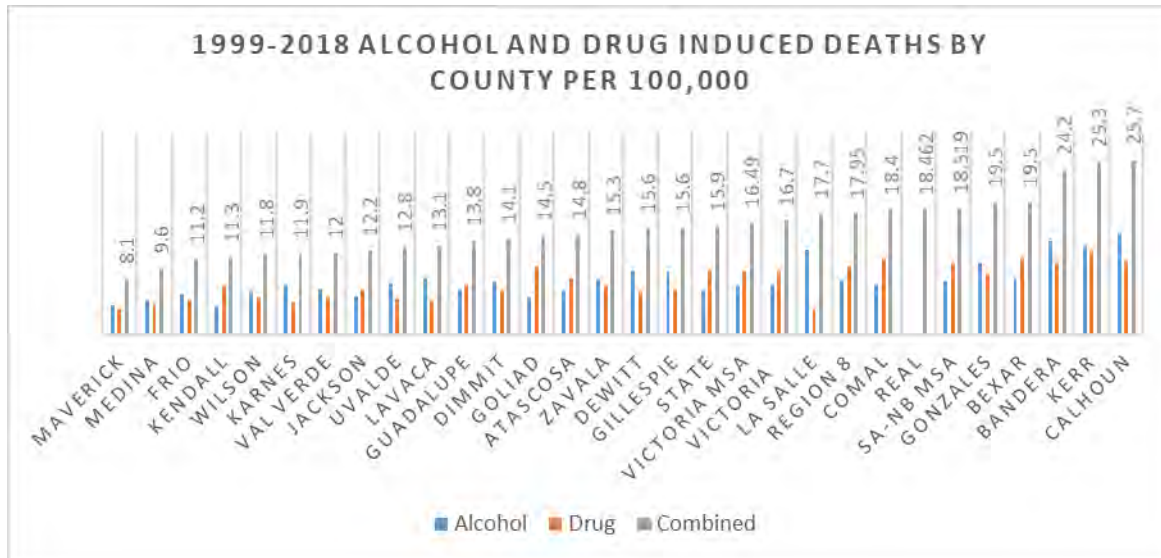 1999-2018 ALCOHOL AND DRUG INDUCED DEATHS BY
COUNTY PER 100,000
8.1
9.6
11.2
11.3
11.8
11.9
12
12.2
12.8
13.1
13.8
14.1
14.5
14.8
15.3
15.6
15.6
15.9
16.49
16.7
17.7
17.95
18.4
18.462
18.519
19.5
19.5
24.2
25.3
25.7
MAVERICK
MEDINA
FRIO
KENDALL
WILSON
KARNES
VAL VERDE
JACKSON
UVALDE
LAVACA
GUADALUPE
DIMMIT
GOLIAD
ATASCOSA
ZAVALA
DEWITT
GILLESPIE
STATE
VICTORIA MSA
VICTORIA
LA SALLE
REGION 8
COMAL
REAL
SA-NB MSA
GONZALES
BEXAR
BANDERA
KERR
CALHOUN
Alcohol Drug Combined